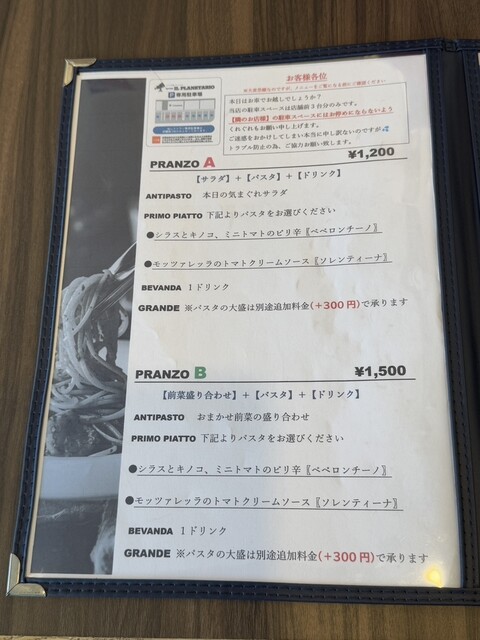 IL PLANETARIO
P 専用駐車場
お客様各位
本日はお車でお越しでしょうか？
当店の駐車スペースは店舗前３台分のみです。
【隣のお店様】の駐車スペースにはお停めにならないよう
くれぐれもお願い申し上げます。
ご迷惑をおかけしてしまい本当に申し訳ないのですが💦
トラブル防止の為、ご協力お願い致します。
PRANZO A ¥1,200
【サラダ】＋【パスタ】＋【ドリンク】
ANTIPASTO 本日の気まぐれサラダ
PRIMO PIATTO 下記よりパスタをお選びください
●シラスとキノコ、ミニトマトのピリ辛〖ペペロンチーノ〗
●モッツァレッラのトマトクリームソース〖ソレンティーナ〗
BEVANDA １ドリンク
GRANDE ※パスタの大盛は別途追加料金(＋300 円)で承ります
PRANZO B ¥1,500
【前菜盛り合わせ】＋【パスタ】＋【ドリンク】
ANTIPASTO おまかせ前菜の盛り合わせ
PRIMO PIATTO 下記よりパスタをお選びください
●シラスとキノコ、ミニトマトのピリ辛〖ペペロンチーノ〗
●モッツァレッラのトマトクリームソース〖ソレンティーナ〗
BEVANDA １ドリンク
GRANDE ※パスタの大盛は別途追加料金(＋300 円)で承ります